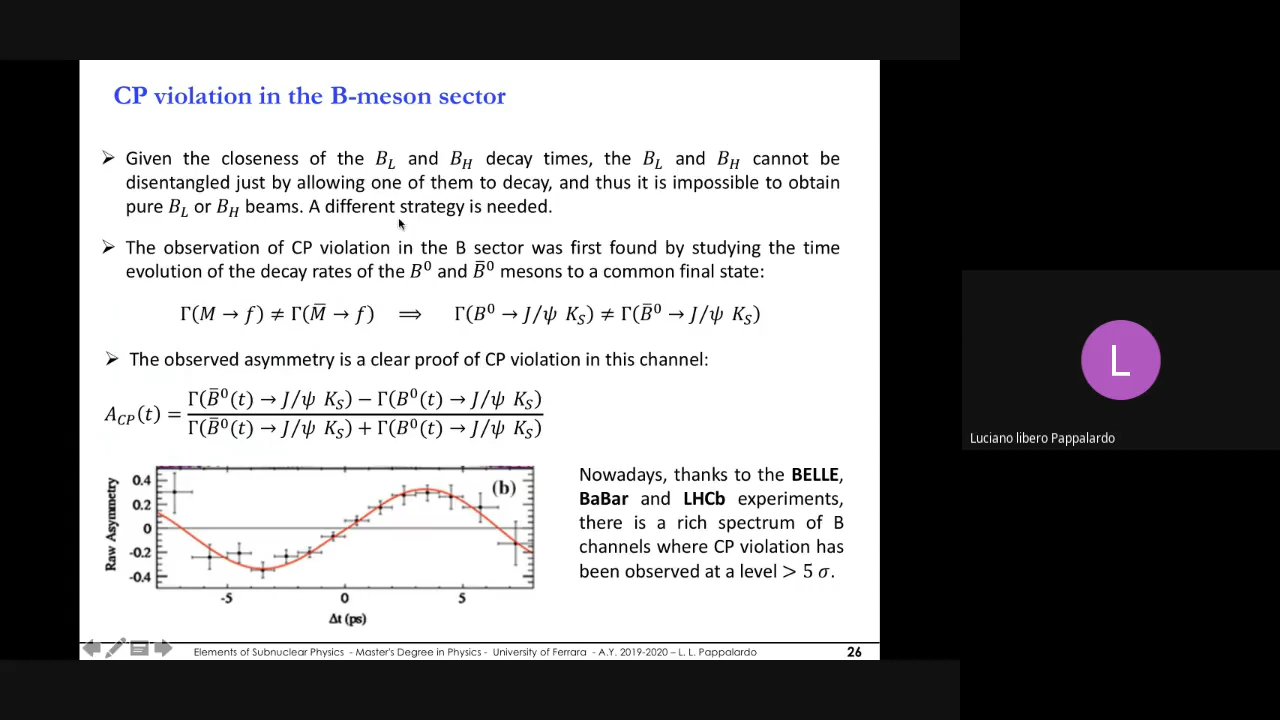 CP violation in the B-meson sector
➢ Given the closeness of the B_L and B_H decay times, the B_L and B_H cannot be
disentangled just by allowing one of them to decay, and thus it is impossible to obtain
pure B_L or B_H beams. A different strategy is needed.
➢ The observation of CP violation in the B sector was first found by studying the time
evolution of the decay rates of the B⁰ and B̄⁰ mesons to a common final state:
Γ(M → f) ≠ Γ(M̄ → f) ⟹ Γ(B⁰ → J/ψ K_S) ≠ Γ(B̄⁰ → J/ψ K_S)
➢ The observed asymmetry is a clear proof of CP violation in this channel:
Γ(B̄⁰(t) → J/ψ K_S) − Γ(B⁰(t) → J/ψ K_S)
A_CP(t) =
Γ(B̄⁰(t) → J/ψ K_S) + Γ(B⁰(t) → J/ψ K_S)
Raw Asymmetry
0.4
0.2
0
-0.2
-0.4
(b)
-5 0 5
Δt (ps)
Nowadays, thanks to the BELLE,
BaBar and LHCb experiments,
there is a rich spectrum of B
channels where CP violation has
been observed at a level > 5 σ.
Elements of Subnuclear Physics - Master's Degree in Physics - University of Ferrara - A.Y. 2019-2020 – L. L. Pappalardo
26
L
Luciano libero Pappalardo